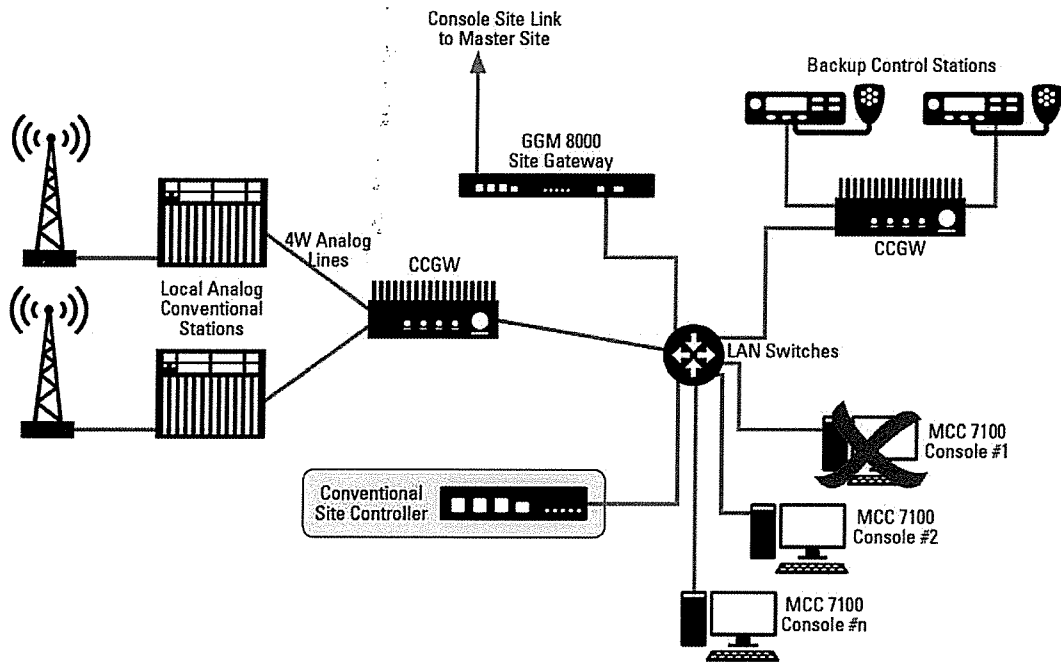 Console Site Link
to Master Site
Backup Control Stations
GGM 8000
Site Gateway
4W Analog
Lines
CCGW
CCGW
Local Analog
Conventional
Stations
LAN Switches
MCC 7100
Console #1
Conventional
Site Controller
MCC 7100
Console #2
MCC 7100
Console #n